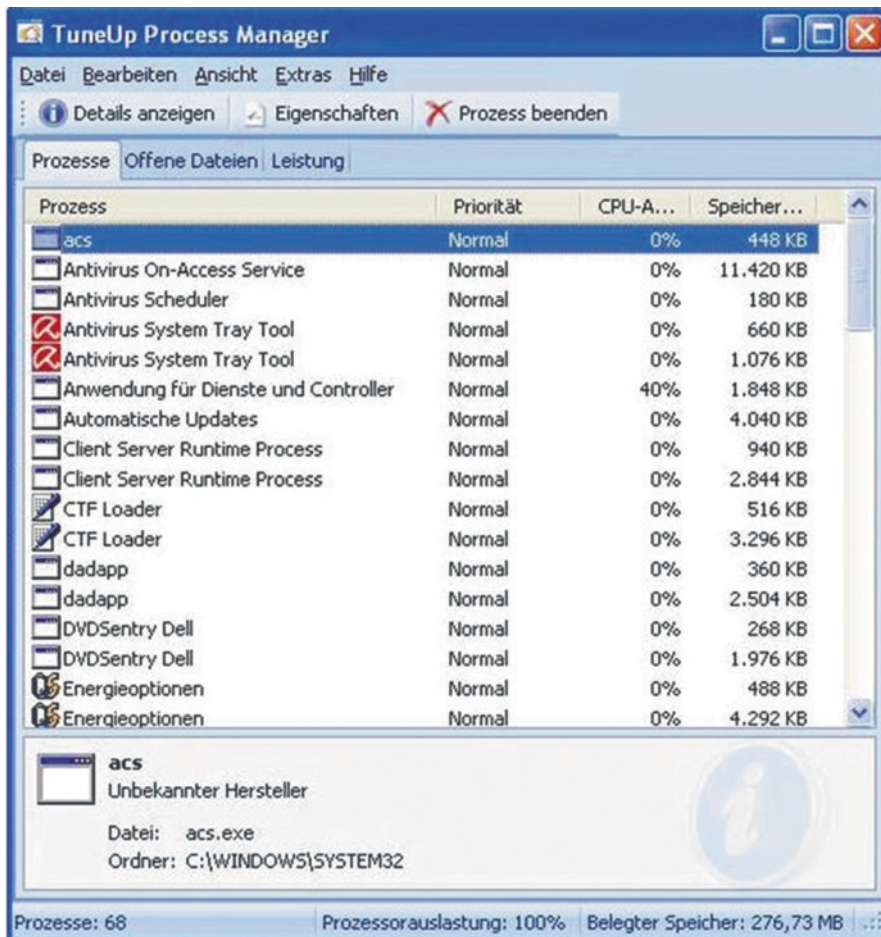 TuneUp Process Manager
Datei Bearbeiten Ansicht Extras Hilfe
Details anzeigen Eigenschaften Prozess beenden
Prozesse Offene Dateien Leistung
Prozess Priorität CPU-A... Speicher...
acs Normal 0% 448 KB
Antivirus On-Access Service Normal 0% 11.420 KB
Antivirus Scheduler Normal 0% 180 KB
Antivirus System Tray Tool Normal 0% 660 KB
Antivirus System Tray Tool Normal 0% 1.076 KB
Anwendung für Dienste und Controller Normal 40% 1.848 KB
Automatische Updates Normal 0% 4.040 KB
Client Server Runtime Process Normal 0% 940 KB
Client Server Runtime Process Normal 0% 2.844 KB
CTF Loader Normal 0% 516 KB
CTF Loader Normal 0% 3.296 KB
dadapp Normal 0% 360 KB
dadapp Normal 0% 2.504 KB
DVDSentry Dell Normal 0% 268 KB
DVDSentry Dell Normal 0% 1.976 KB
Energieoptionen Normal 0% 488 KB
Energieoptionen Normal 0% 4.292 KB
acs
Unbekannter Hersteller
Datei: acs.exe
Ordner: C:\WINDOWS\SYSTEM32
Prozesse: 68 Prozessorauslastung: 100% Belegter Speicher: 276,73 MB